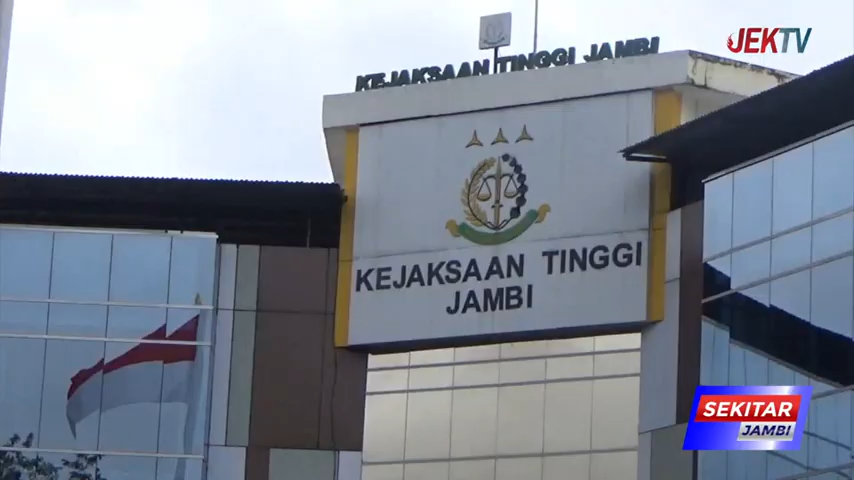 JEKTV
KEJAKSAAN TINGGI JAMBI
KEJAKSAAN TINGGI
JAMBI
SEKITAR
JAMBI